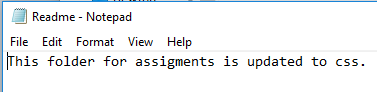 Readme - Notepad
File Edit Format View Help
This folder for assigments is updated to css.